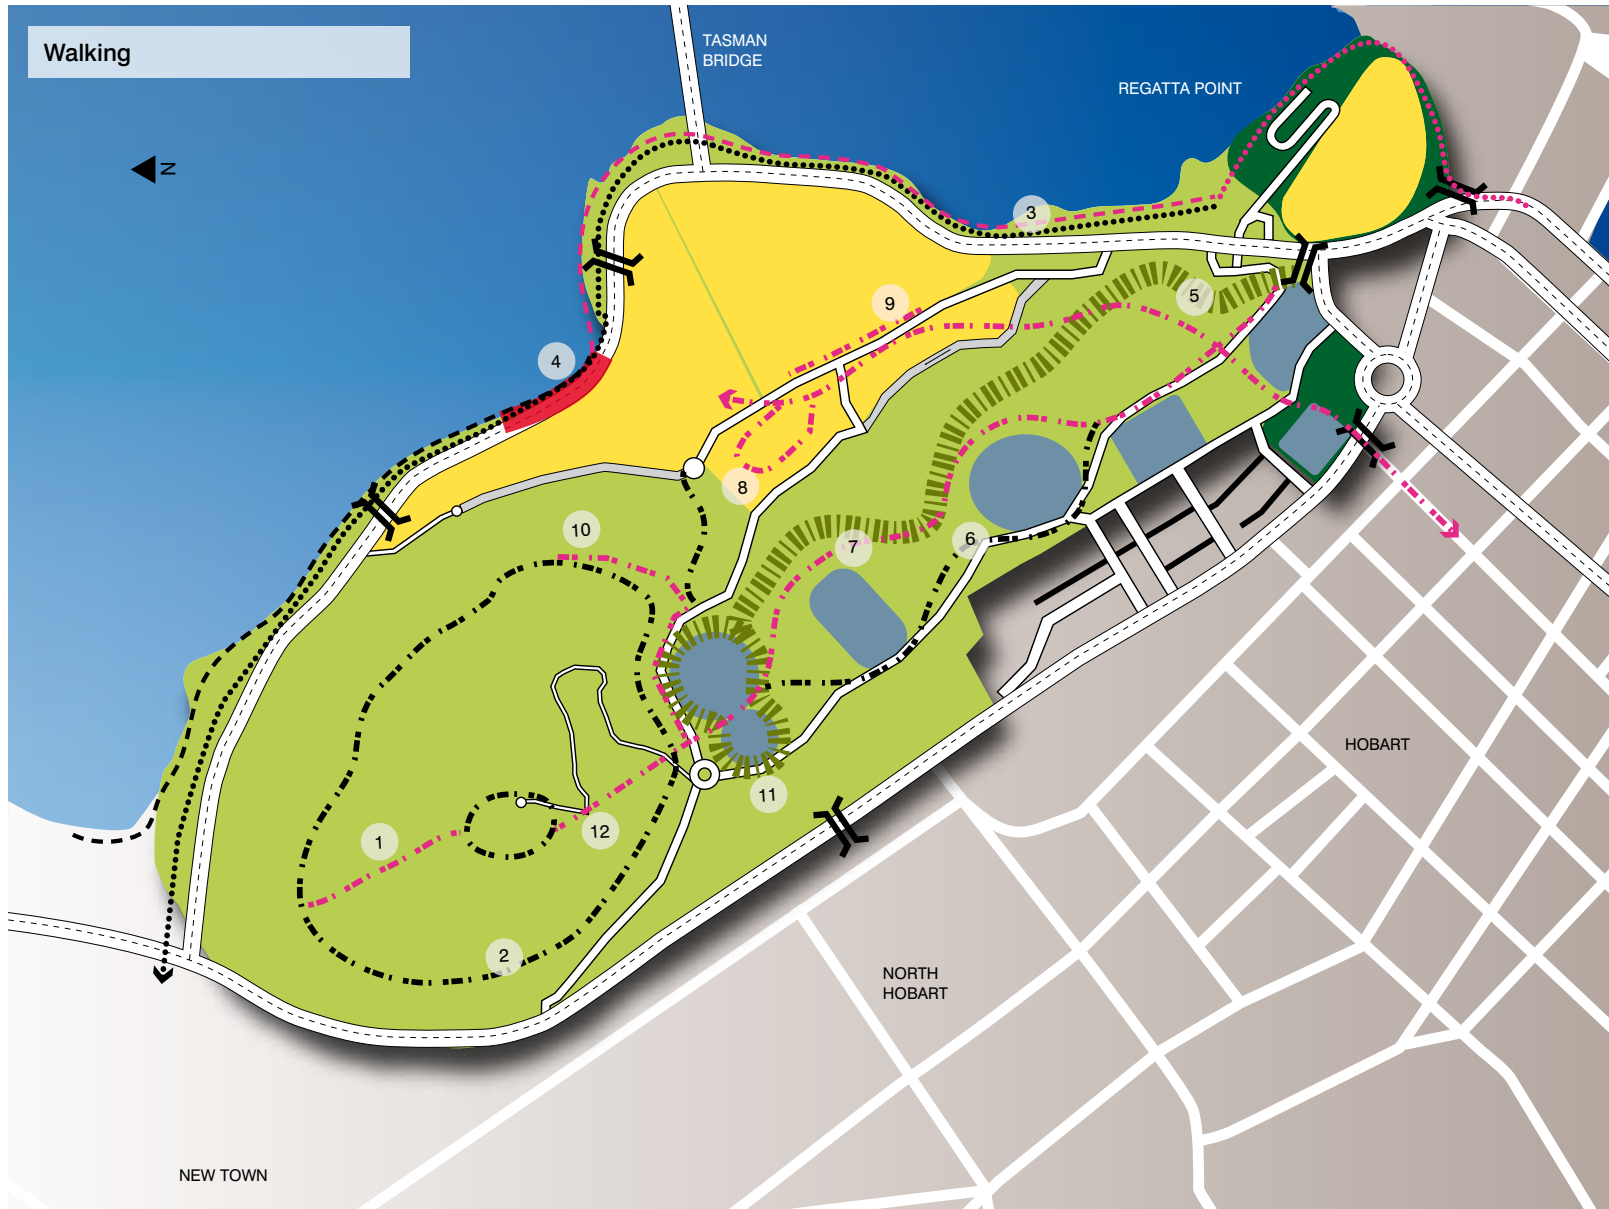 Walking
TASMAN
BRIDGE
REGATTA POINT
N
3
5
9
4
8
10
6
7
HOBART
11
12
1
2
NORTH
HOBART
NEW TOWN